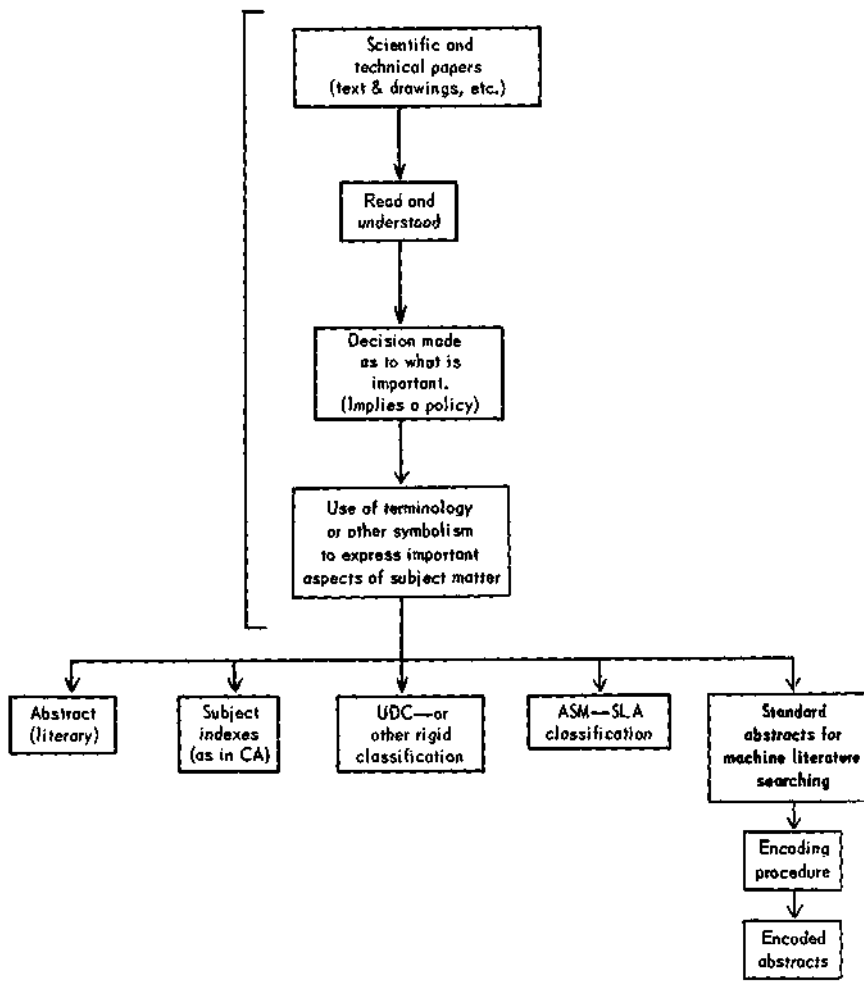 Scientific and
technical papers
(text & drawings, etc.)
Read and
understood
Decision made
as to what is
important.
(Implies a policy)
Use of terminology
or other symbolism
to express important
aspects of subject matter
Abstract
(literary)
Subject
indexes
(as in CA)
UDC—or
other rigid
classification
ASM—SLA
classification
Standard
abstracts for
machine literature
searching
Encoding
procedure
Encoded
abstracts